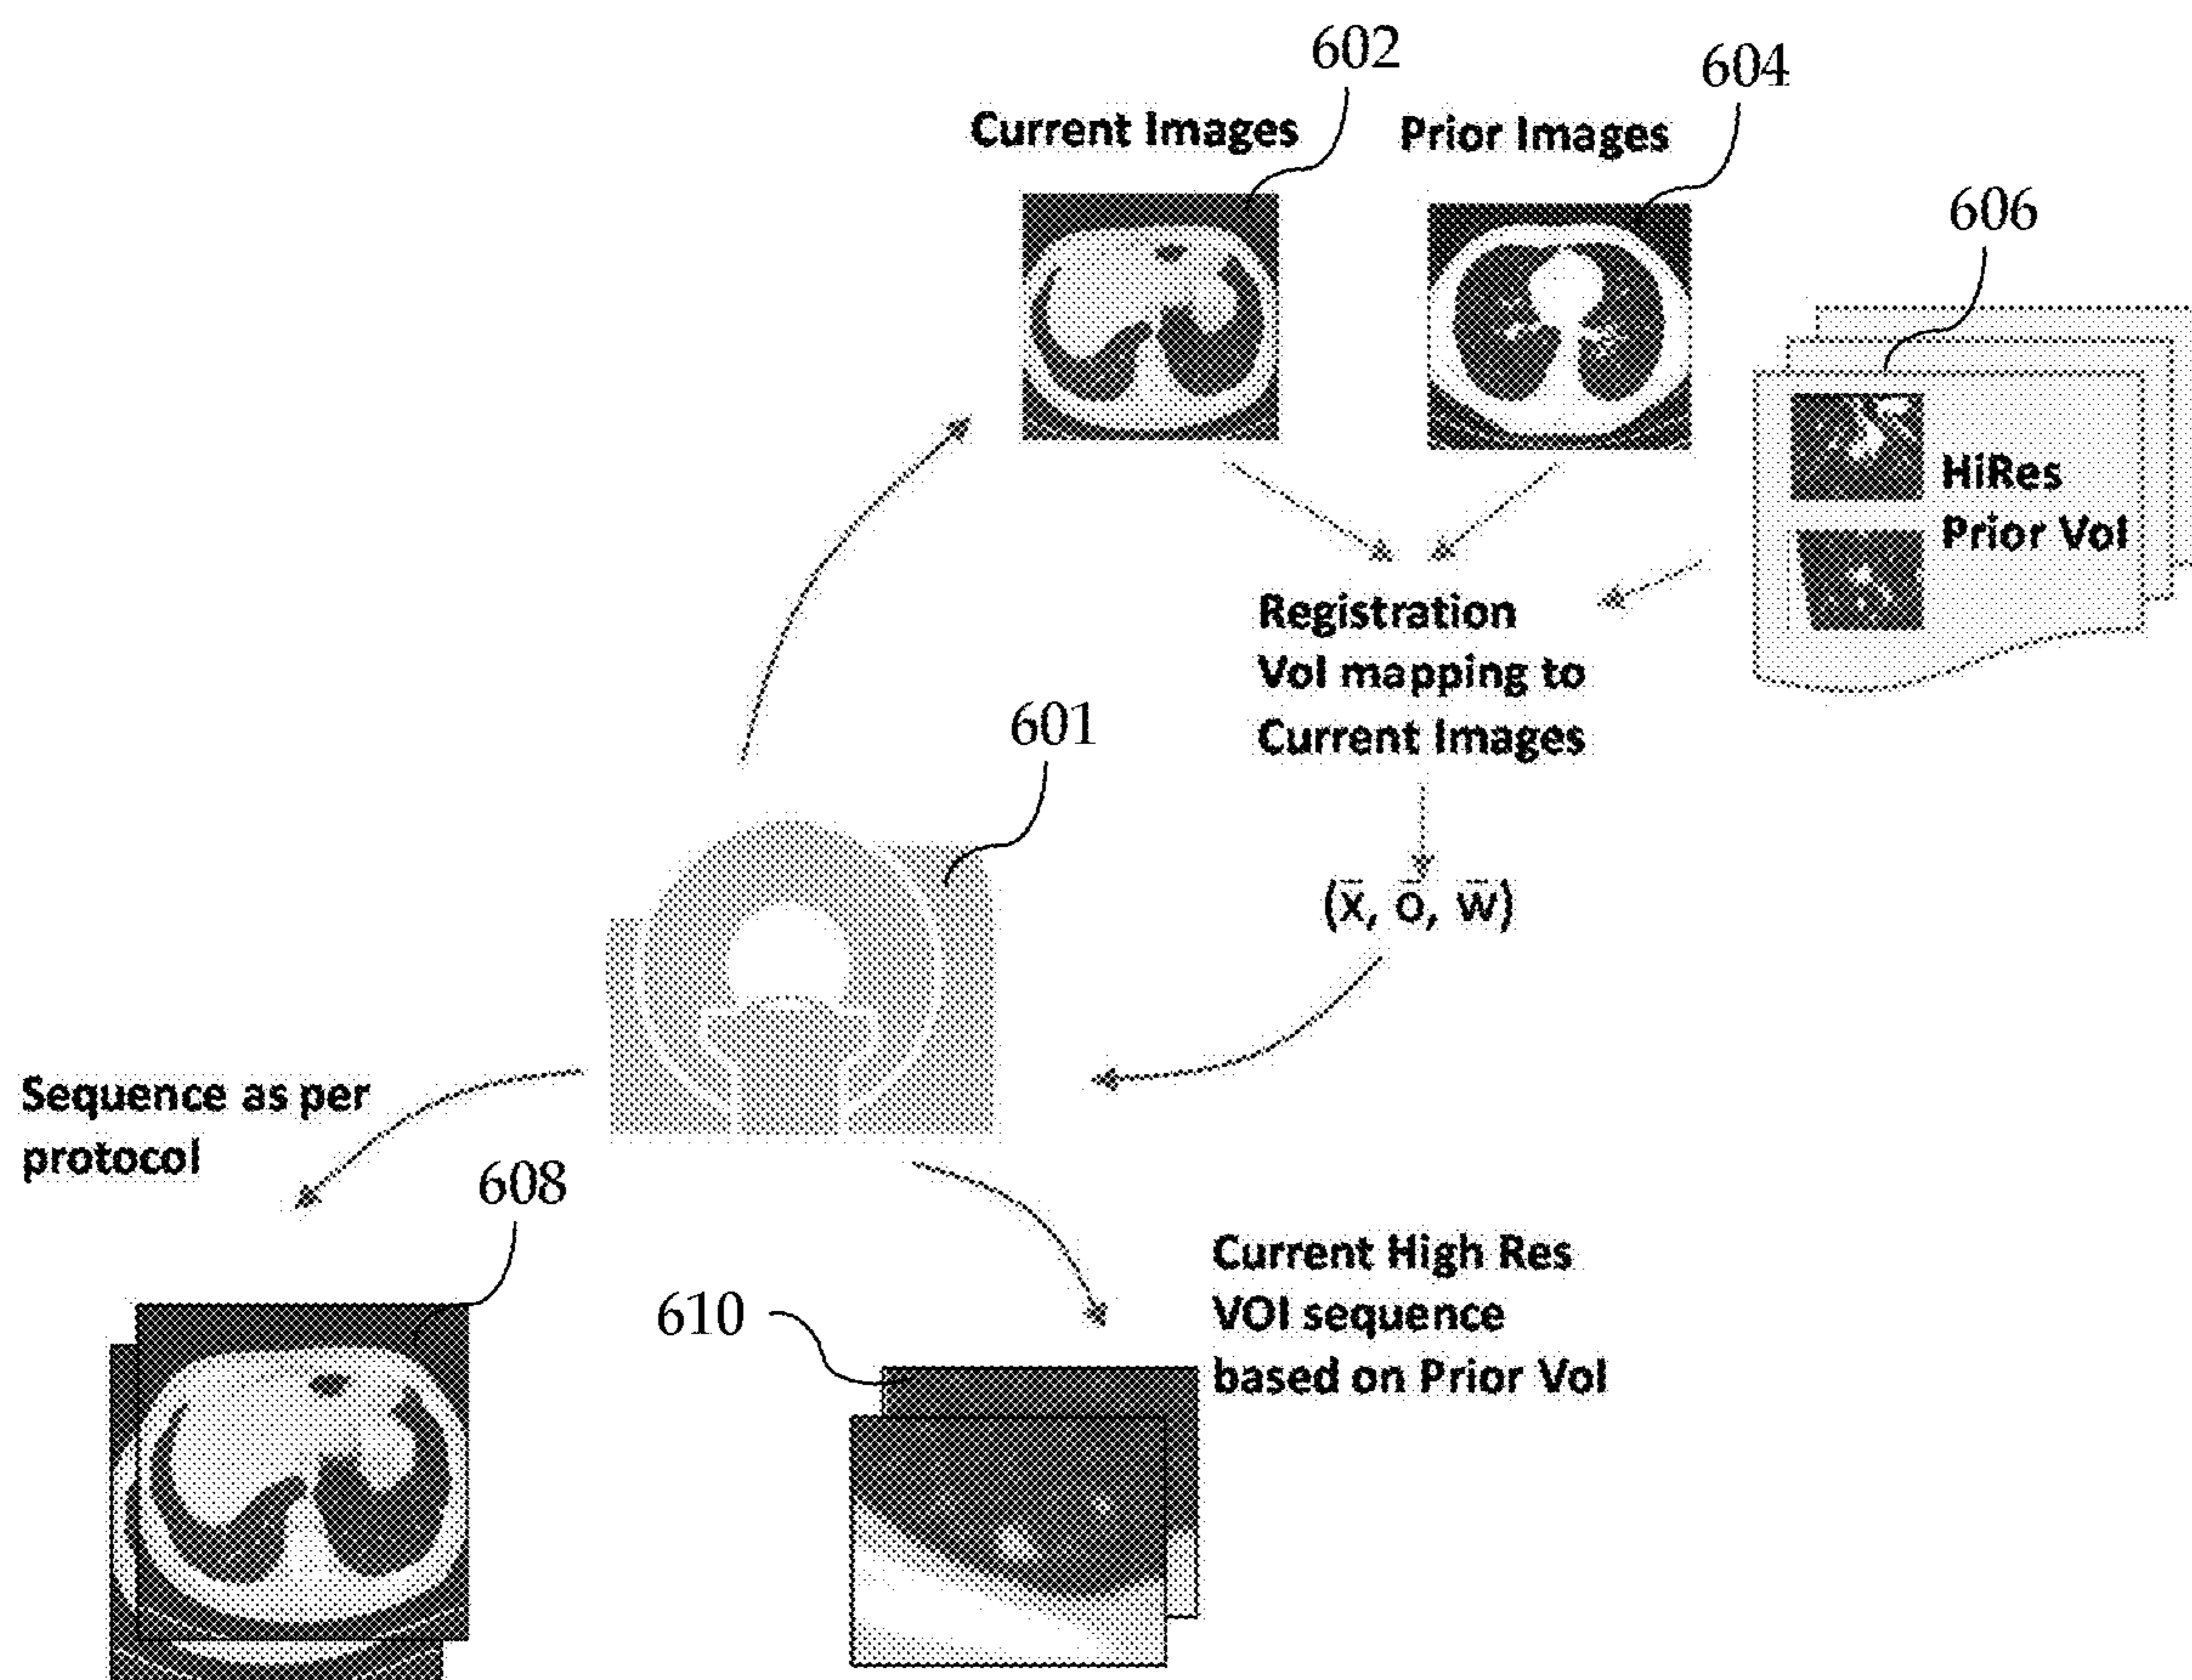 602
604
Current Images
Prior Images
606
HiRes
Prior Vol
Registration
Vol mapping to
Current Images
601
(x̄, ō, w̄)
Sequence as per
protocol
608
Current High Res
VOI sequence
based on Prior Vol
610